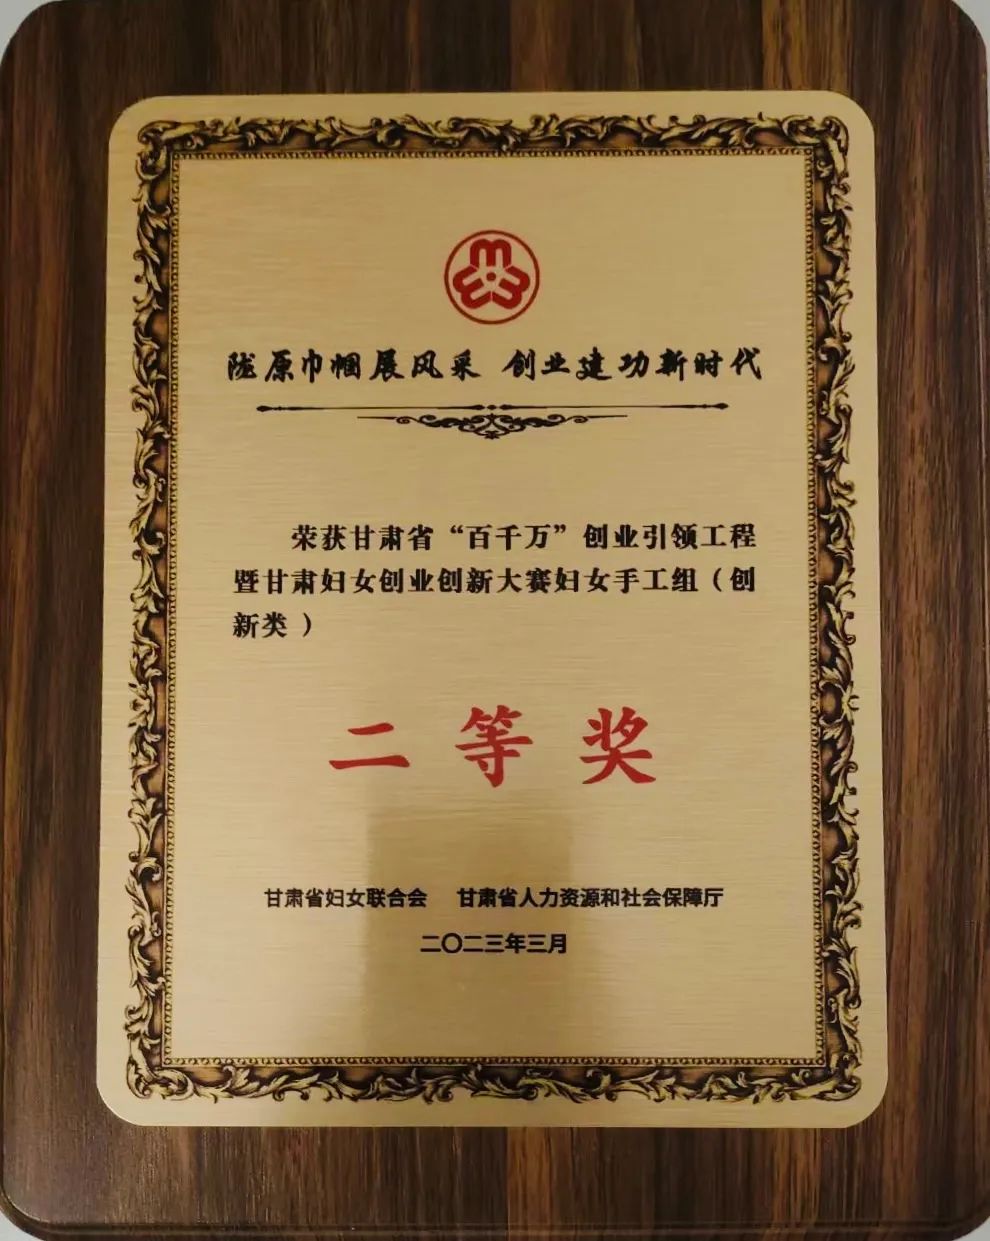 陇原巾帼展风采 创业建功新时代
荣获甘肃省“百千万”创业引领工程
暨甘肃妇女创业创新大赛妇女手工组（创
新类 ）
二等奖
甘肃省妇女联合会 甘肃省人力资源和社会保障厅
二〇二三年三月